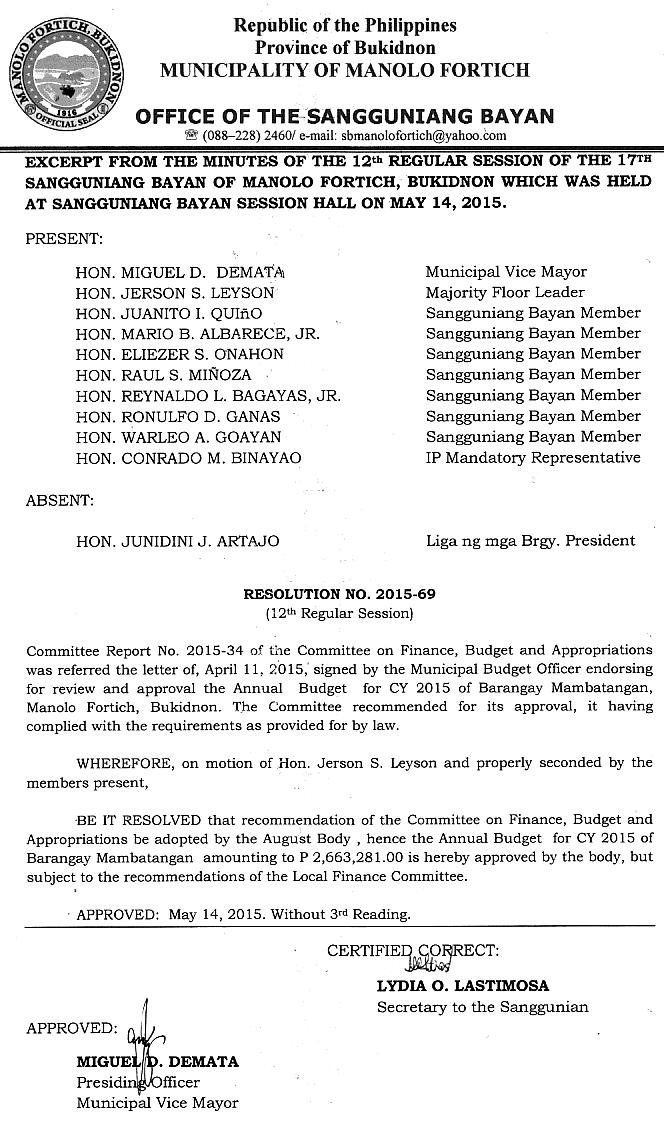 MANOLO FORTICH, BUKIDNON
1916
OFFICIAL SEAL
Republic of the Philippines
Province of Bukidnon
MUNICIPALITY OF MANOLO FORTICH
OFFICE OF THE SANGGUNIANG BAYAN
☏ (088–228) 2460/ e-mail: sbmanolofortich@yahoo.com
EXCERPT FROM THE MINUTES OF THE 12th REGULAR SESSION OF THE 17TH
SANGGUNIANG BAYAN OF MANOLO FORTICH, BUKIDNON WHICH WAS HELD
AT SANGGUNIANG BAYAN SESSION HALL ON MAY 14, 2015.
PRESENT:
HON. MIGUEL D. DEMATA Municipal Vice Mayor
HON. JERSON S. LEYSON Majority Floor Leader
HON. JUANITO I. QUIñO Sangguniang Bayan Member
HON. MARIO B. ALBARECE, JR. Sangguniang Bayan Member
HON. ELIEZER S. ONAHON Sangguniang Bayan Member
HON. RAUL S. MIÑOZA Sangguniang Bayan Member
HON. REYNALDO L. BAGAYAS, JR. Sangguniang Bayan Member
HON. RONULFO D. GANAS Sangguniang Bayan Member
HON. WARLEO A. GOAYAN Sangguniang Bayan Member
HON. CONRADO M. BINAYAO IP Mandatory Representative
ABSENT:
HON. JUNIDINI J. ARTAJO Liga ng mga Brgy. President
RESOLUTION NO. 2015-69
(12th Regular Session)
Committee Report No. 2015-34 of the Committee on Finance, Budget and Appropriations
was referred the letter of, April 11, 2015, signed by the Municipal Budget Officer endorsing
for review and approval the Annual Budget for CY 2015 of Barangay Mambatangan,
Manolo Fortich, Bukidnon. The Committee recommended for its approval, it having
complied with the requirements as provided for by law.
WHEREFORE, on motion of Hon. Jerson S. Leyson and properly seconded by the
members present,
BE IT RESOLVED that recommendation of the Committee on Finance, Budget and
Appropriations be adopted by the August Body , hence the Annual Budget for CY 2015 of
Barangay Mambatangan amounting to P 2,663,281.00 is hereby approved by the body, but
subject to the recommendations of the Local Finance Committee.
APPROVED: May 14, 2015. Without 3rd Reading.
CERTIFIED CORRECT:
LYDIA O. LASTIMOSA
Secretary to the Sanggunian
APPROVED:
MIGUEL D. DEMATA
Presiding Officer
Municipal Vice Mayor